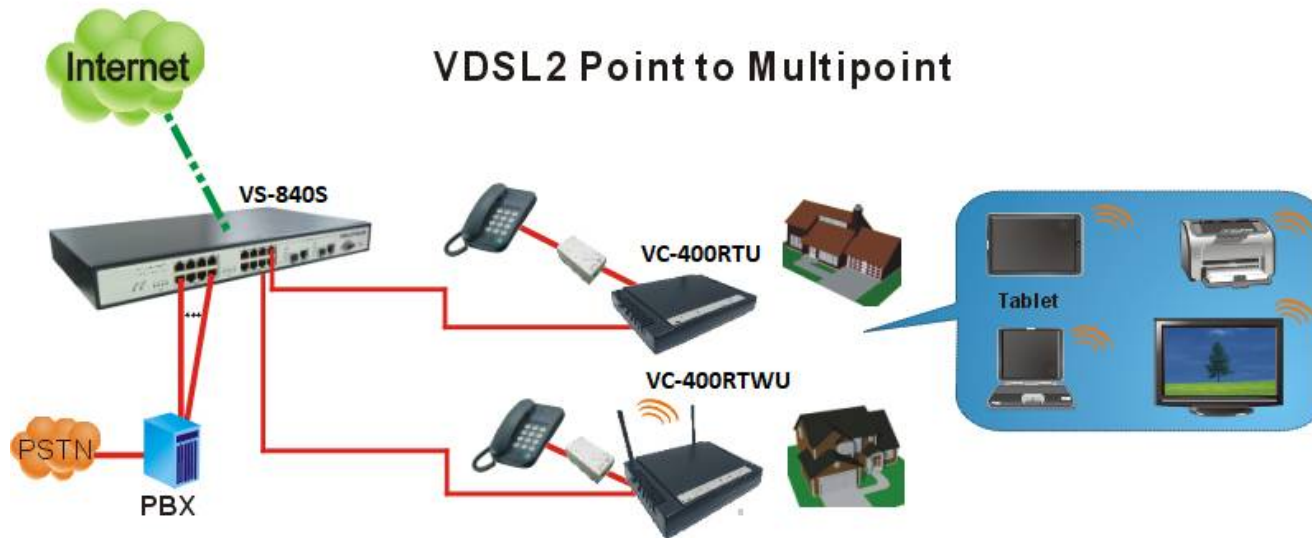 Internet
VDSL2 Point to Multipoint
VS-840S
VC-400RTU
Tablet
VC-400RTWU
PSTN
PBX